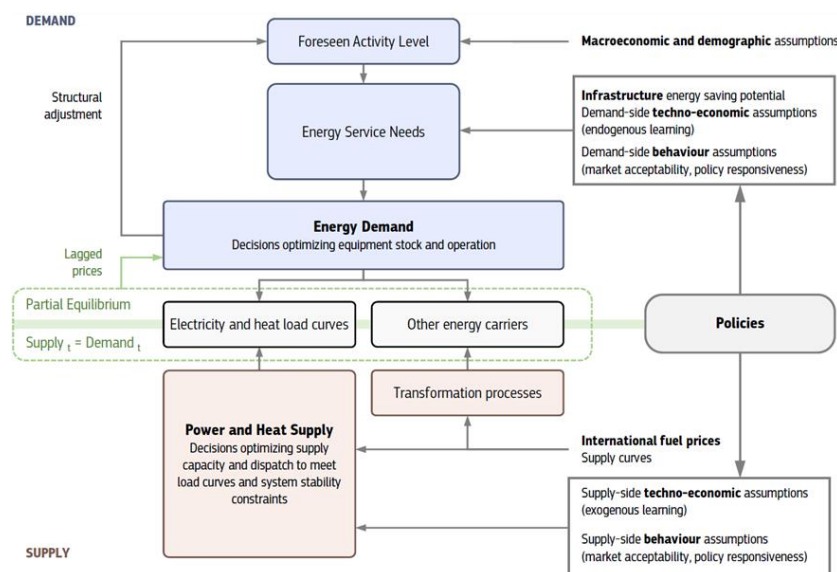 DEMAND
Foreseen Activity Level
Macroeconomic and demographic assumptions
Structural
adjustment
Energy Service Needs
Infrastructure energy saving potential
Demand-side techno-economic assumptions
(endogenous learning)
Demand-side behaviour assumptions
(market acceptability, policy responsiveness)
Energy Demand
Decisions optimizing equipment stock and operation
Lagged
prices
Partial Equilibrium
Supply t = Demand t
Electricity and heat load curves
Other energy carriers
Policies
Transformation processes
Power and Heat Supply
Decisions optimizing supply
capacity and dispatch to meet
load curves and system stability
constraints
International fuel prices
Supply curves
Supply-side techno-economic assumptions
(exogenous learning)
Supply-side behaviour assumptions
(market acceptability, policy responsiveness)
SUPPLY